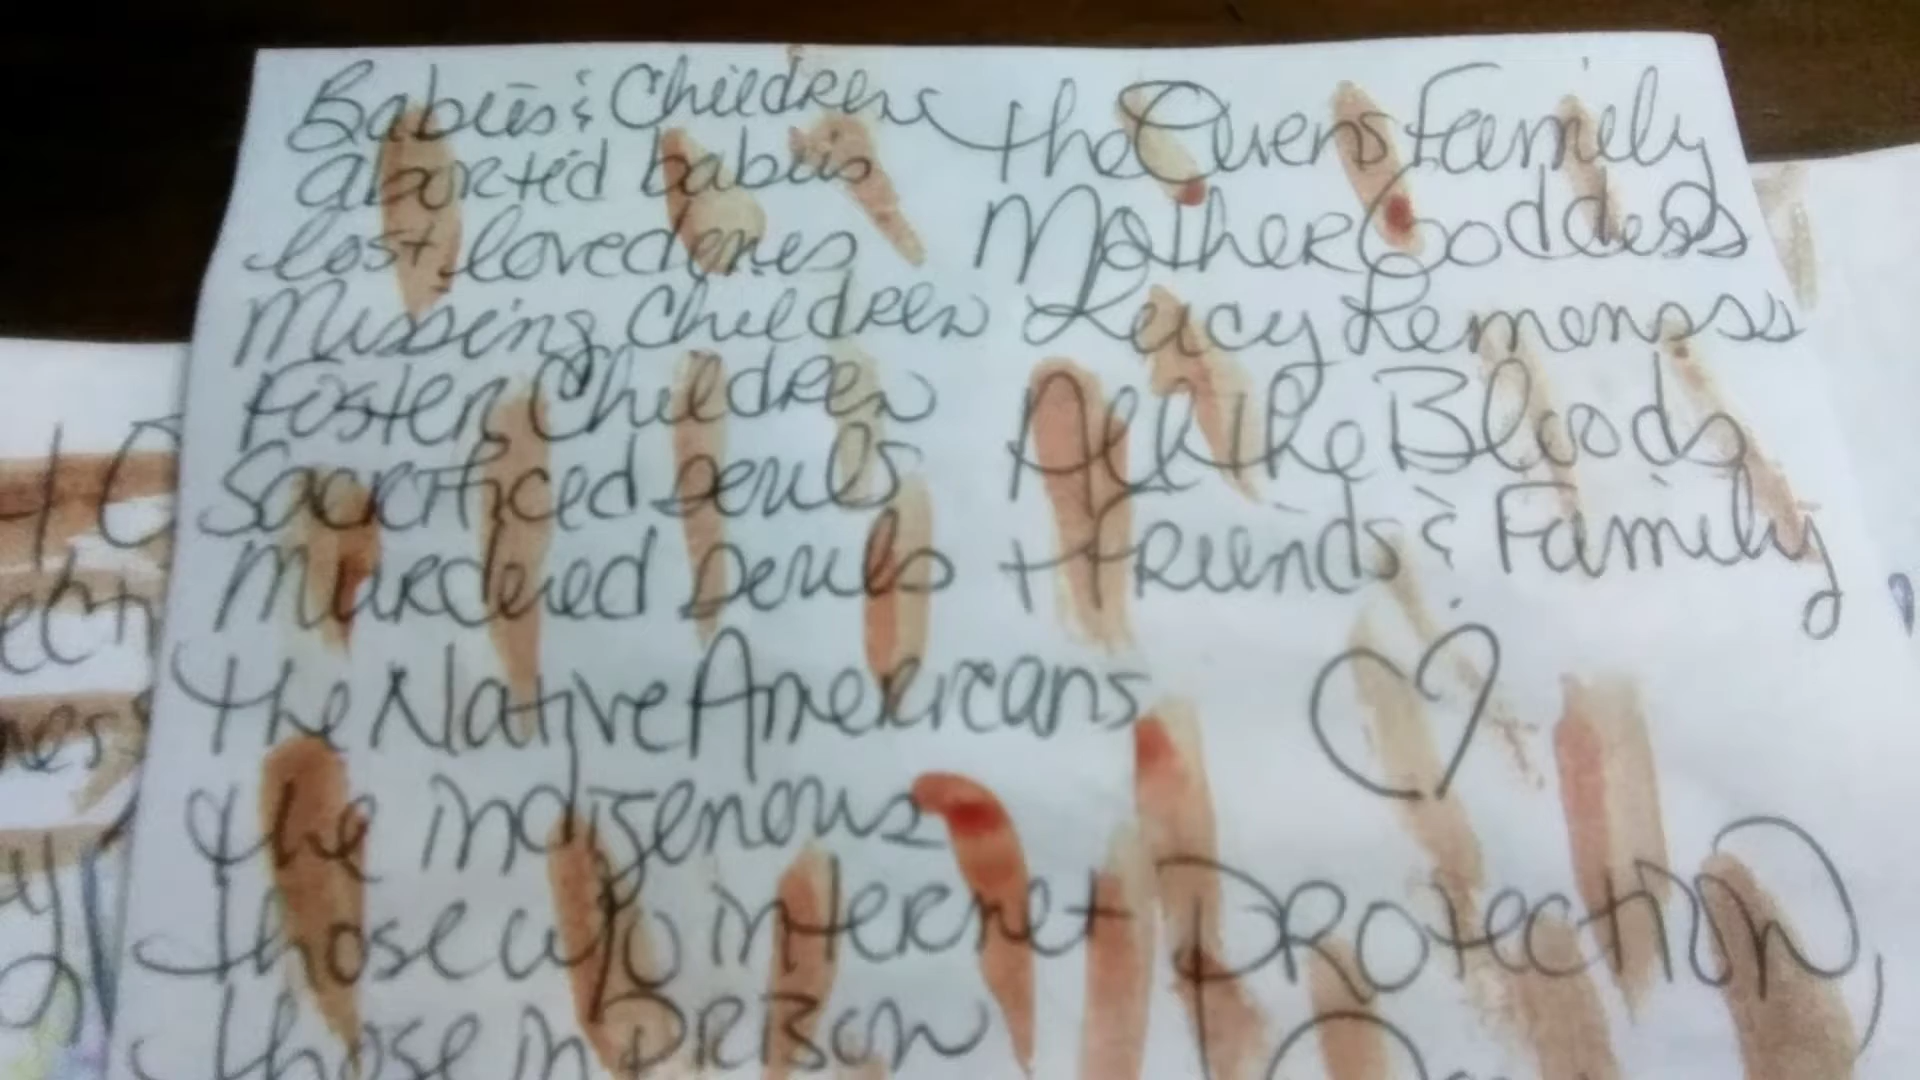 Babies & Children
aborted babies
lost loved ones
Missing Children
Foster Children
Sacrificed Souls
Murdered Souls
the Native Americans
the indigenous
those w/o internet
those in prison
the Owens Family
Mother Goddess
Lucy
All the Bloods
+ friends & Family
protection,